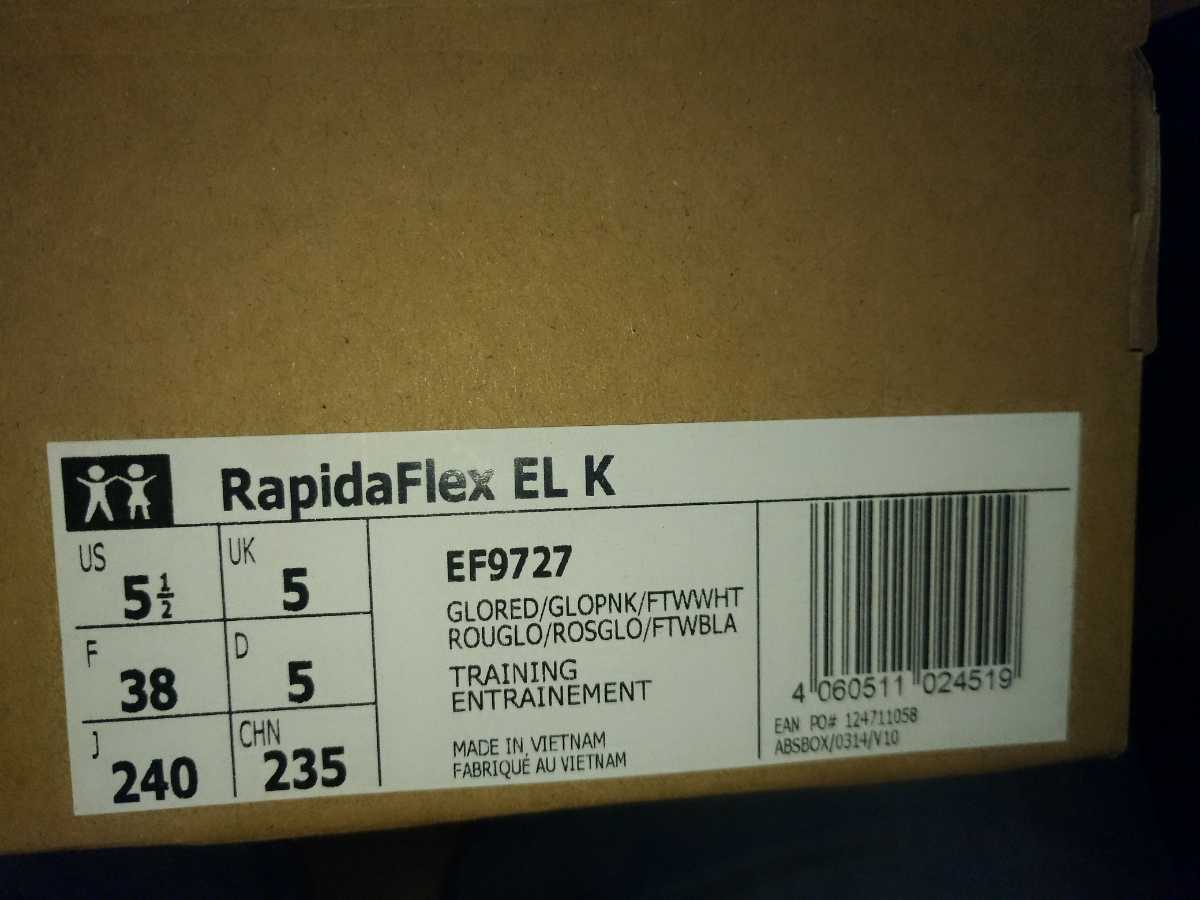 RapidaFlex EL K
US 5½ UK 5
F 38 D 5
J 240 CHN 235
EF9727
GLORED/GLOPNK/FTWWHT
ROUGLO/ROSGLO/FTWBLA
TRAINING
ENTRAINEMENT
MADE IN VIETNAM
FABRIQUÉ AU VIETNAM
4 060511 024519
EAN PO# 124711058
ABSBOX/0314/V10